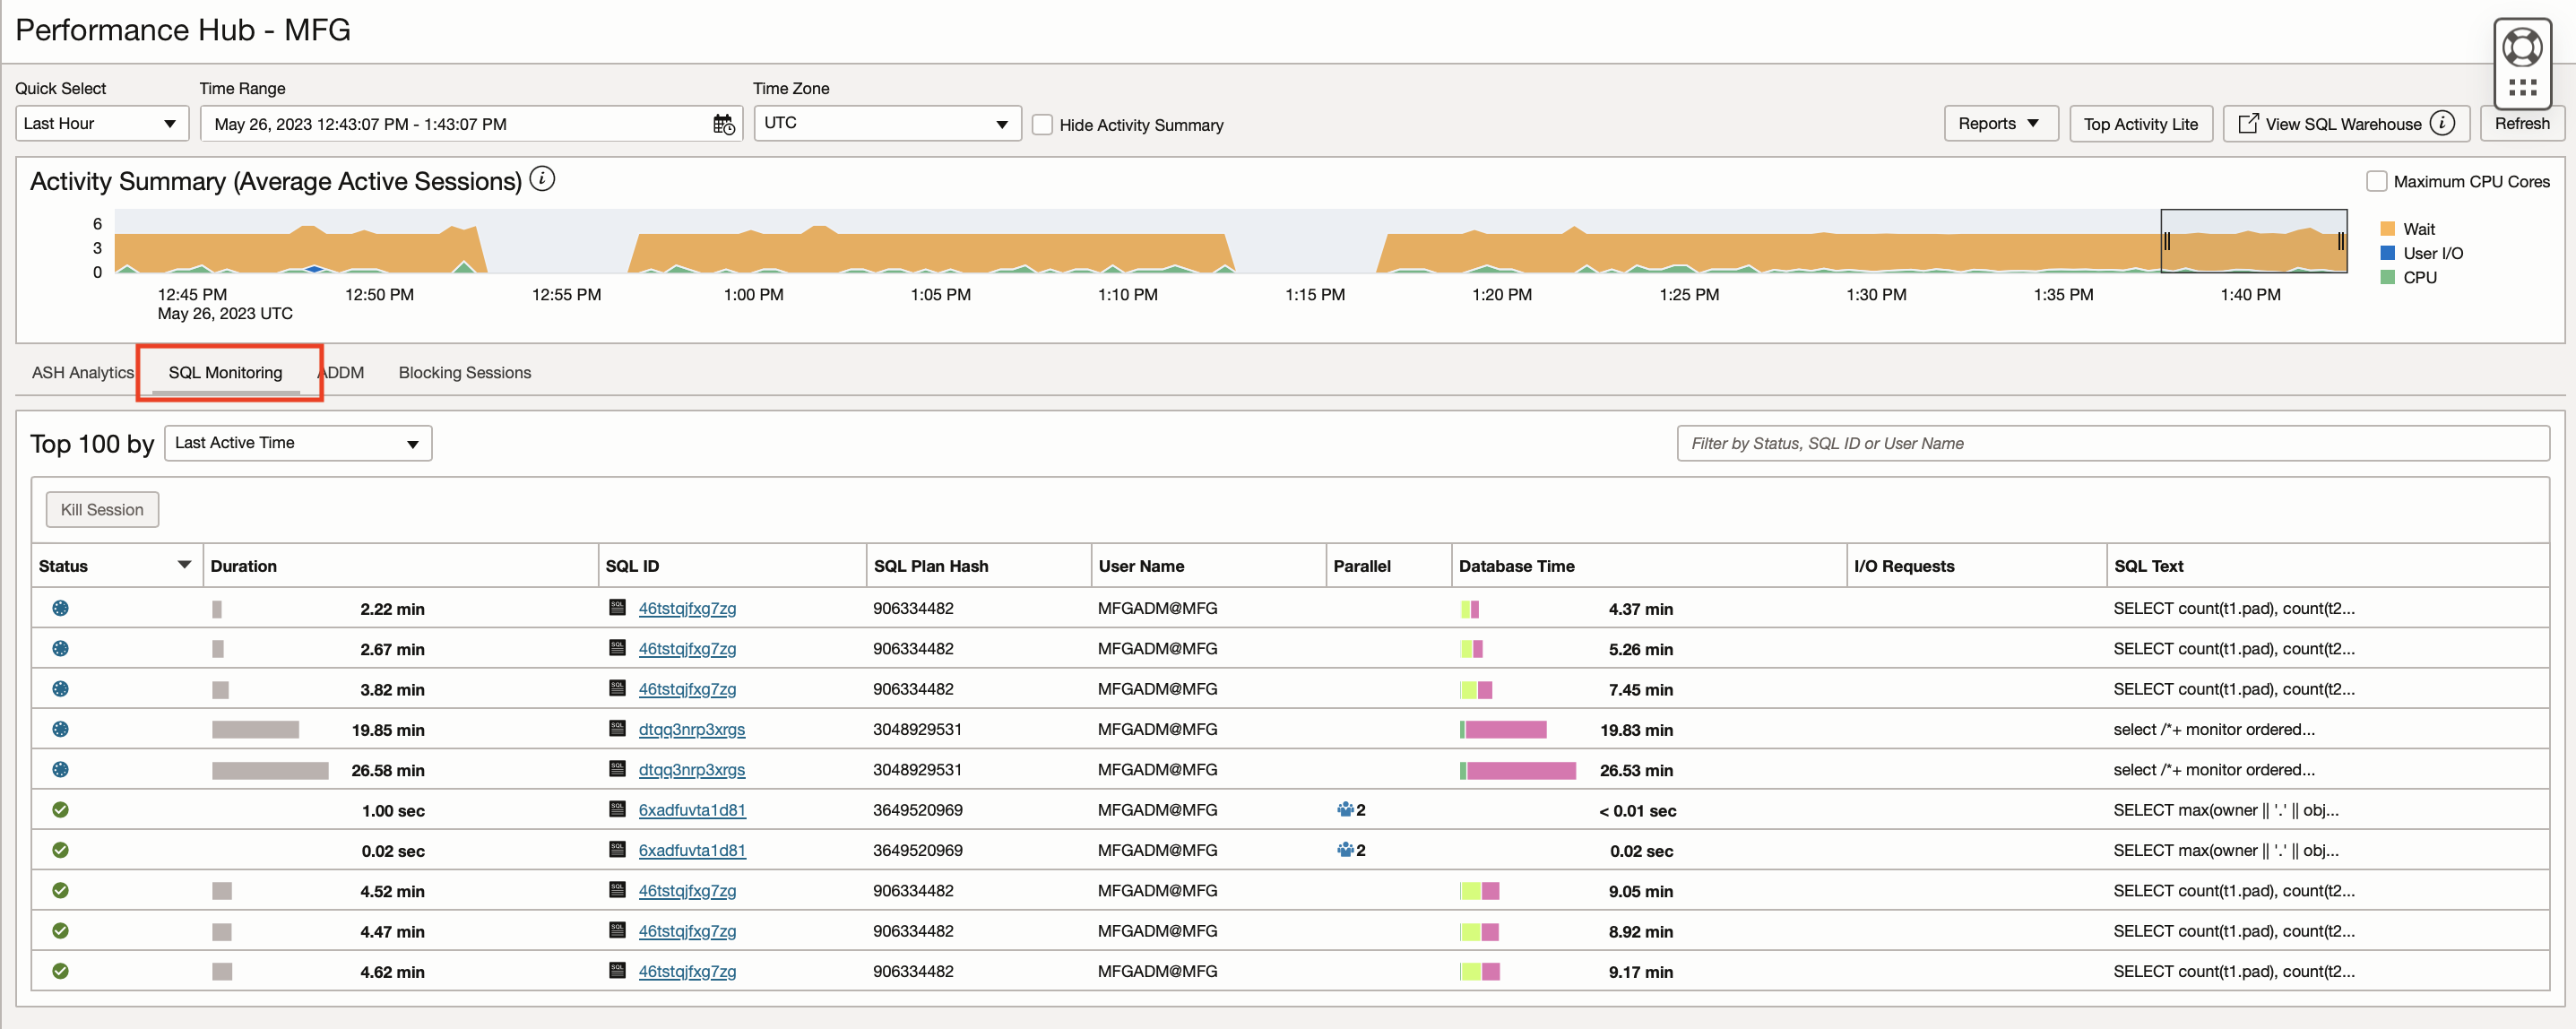 Performance Hub - MFG
Quick Select Time Range Time Zone
Last Hour May 26, 2023 12:43:07 PM - 1:43:07 PM UTC Hide Activity Summary Reports Top Activity Lite View SQL Warehouse i Refresh
Activity Summary (Average Active Sessions) i Maximum CPU Cores
6
3
0
Wait
User I/O
CPU
12:45 PM 12:50 PM 12:55 PM 1:00 PM 1:05 PM 1:10 PM 1:15 PM 1:20 PM 1:25 PM 1:30 PM 1:35 PM 1:40 PM
May 26, 2023 UTC
ASH Analytics SQL Monitoring ADDM Blocking Sessions
Top 100 by Last Active Time Filter by Status, SQL ID or User Name
Kill Session
Status Duration SQL ID SQL Plan Hash User Name Parallel Database Time I/O Requests SQL Text
2.22 min SQL 46tstqjfxg7zg 906334482 MFGADM@MFG 4.37 min SELECT count(t1.pad), count(t2...
2.67 min SQL 46tstqjfxg7zg 906334482 MFGADM@MFG 5.26 min SELECT count(t1.pad), count(t2...
3.82 min SQL 46tstqjfxg7zg 906334482 MFGADM@MFG 7.45 min SELECT count(t1.pad), count(t2...
19.85 min SQL dtqq3nrp3xrgs 3048929531 MFGADM@MFG 19.83 min select /*+ monitor ordered...
26.58 min SQL dtqq3nrp3xrgs 3048929531 MFGADM@MFG 26.53 min select /*+ monitor ordered...
1.00 sec SQL 6xadfuvta1d81 3649520969 MFGADM@MFG 2 < 0.01 sec SELECT max(owner || '.' || obj...
0.02 sec SQL 6xadfuvta1d81 3649520969 MFGADM@MFG 2 0.02 sec SELECT max(owner || '.' || obj...
4.52 min SQL 46tstqjfxg7zg 906334482 MFGADM@MFG 9.05 min SELECT count(t1.pad), count(t2...
4.47 min SQL 46tstqjfxg7zg 906334482 MFGADM@MFG 8.92 min SELECT count(t1.pad), count(t2...
4.62 min SQL 46tstqjfxg7zg 906334482 MFGADM@MFG 9.17 min SELECT count(t1.pad), count(t2...